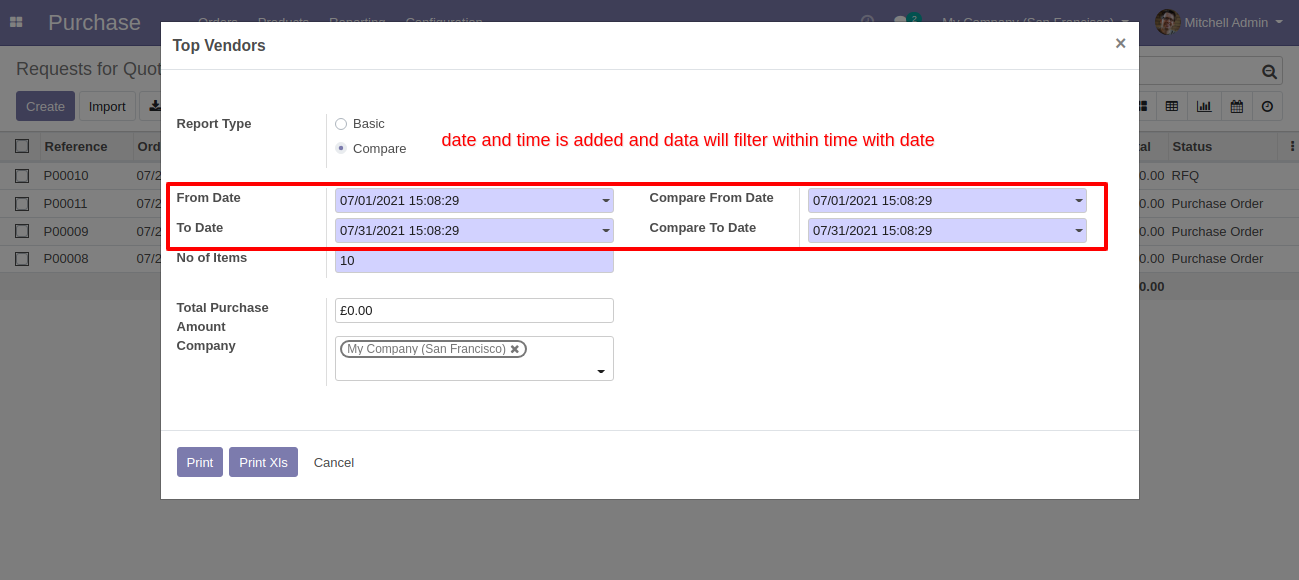 Purchase Orders Products Reporting Configuration 2 My Company (San Francisco) Mitchell Admin
Top Vendors ×
Requests for Quot
Create Import
Report Type
Basic
Compare
date and time is added and data will filter within time with date
Reference Ord al Status
P00010 07/2 0.00 RFQ
P00011 07/2 0.00 Purchase Order
P00009 07/2 0.00 Purchase Order
P00008 07/2 0.00 Purchase Order
0.00
From Date 07/01/2021 15:08:29 Compare From Date 07/01/2021 15:08:29
To Date 07/31/2021 15:08:29 Compare To Date 07/31/2021 15:08:29
No of Items 10
Total Purchase
Amount
£0.00
Company My Company (San Francisco)
Print Print Xls Cancel